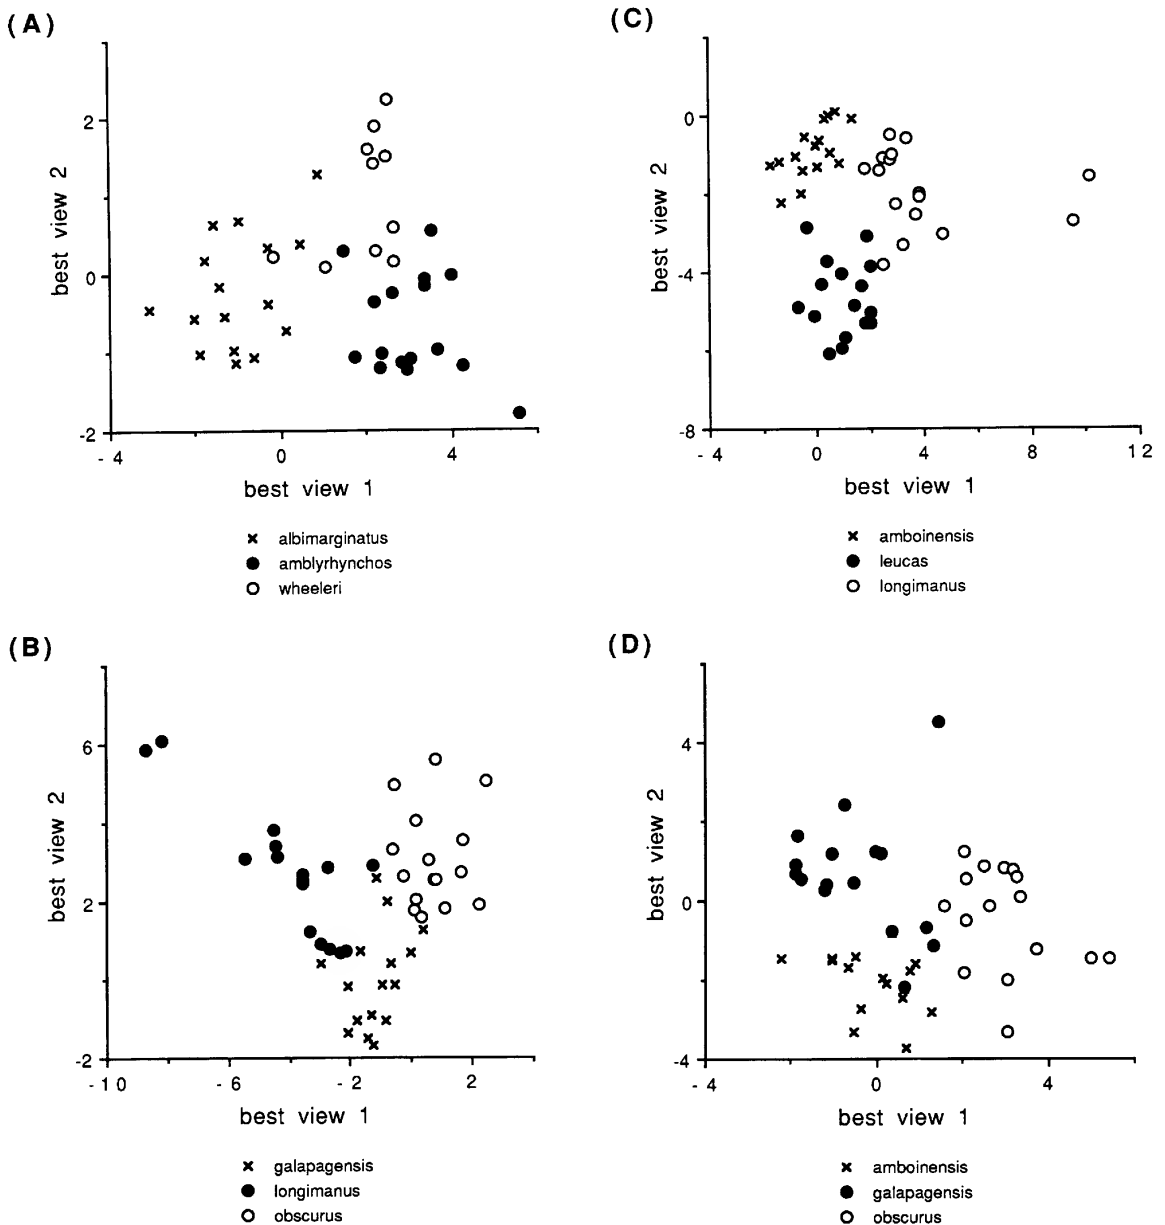 (A)
2
0
-2
best view 2
-4
0
4
best view 1
albimarginatus
amblyrhynchos
wheeleri
(C)
0
-4
-8
best view 2
-4
0
4
8
12
best view 1
amboinensis
leucas
longimanus
(B)
6
2
-2
best view 2
-10
-6
-2
2
best view 1
galapagensis
longimanus
obscurus
(D)
4
0
-4
best view 2
-4
0
4
best view 1
amboinensis
galapagensis
obscurus